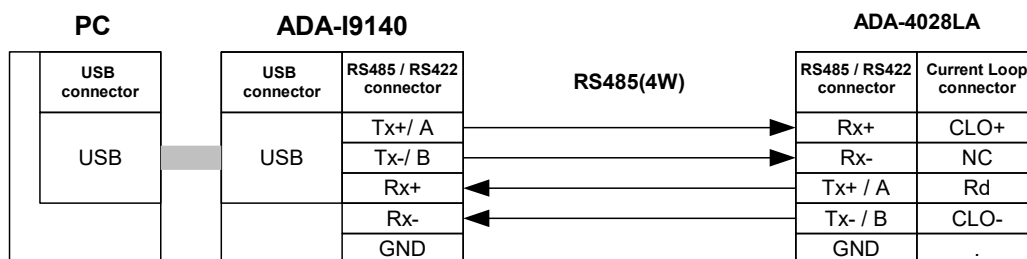 PC
ADA-I9140
ADA-4028LA
USB
connector
USB
connector
RS485 / RS422
connector
RS485(4W)
RS485 / RS422
connector
Current Loop
connector
USB
USB
Tx+/ A
Tx-/ B
Rx+
Rx-
GND
Rx+
CLO+
Rx-
NC
Tx+ / A
Rd
Tx- / B
CLO-
GND
.